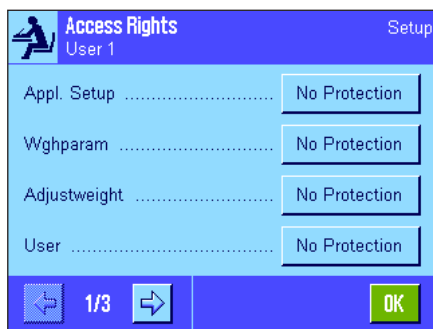 Access Rights Setup
User 1
Appl. Setup ........................... No Protection
Wghparam ......................... No Protection
Adjustweight ......................... No Protection
User ..................................... No Protection
1/3 OK